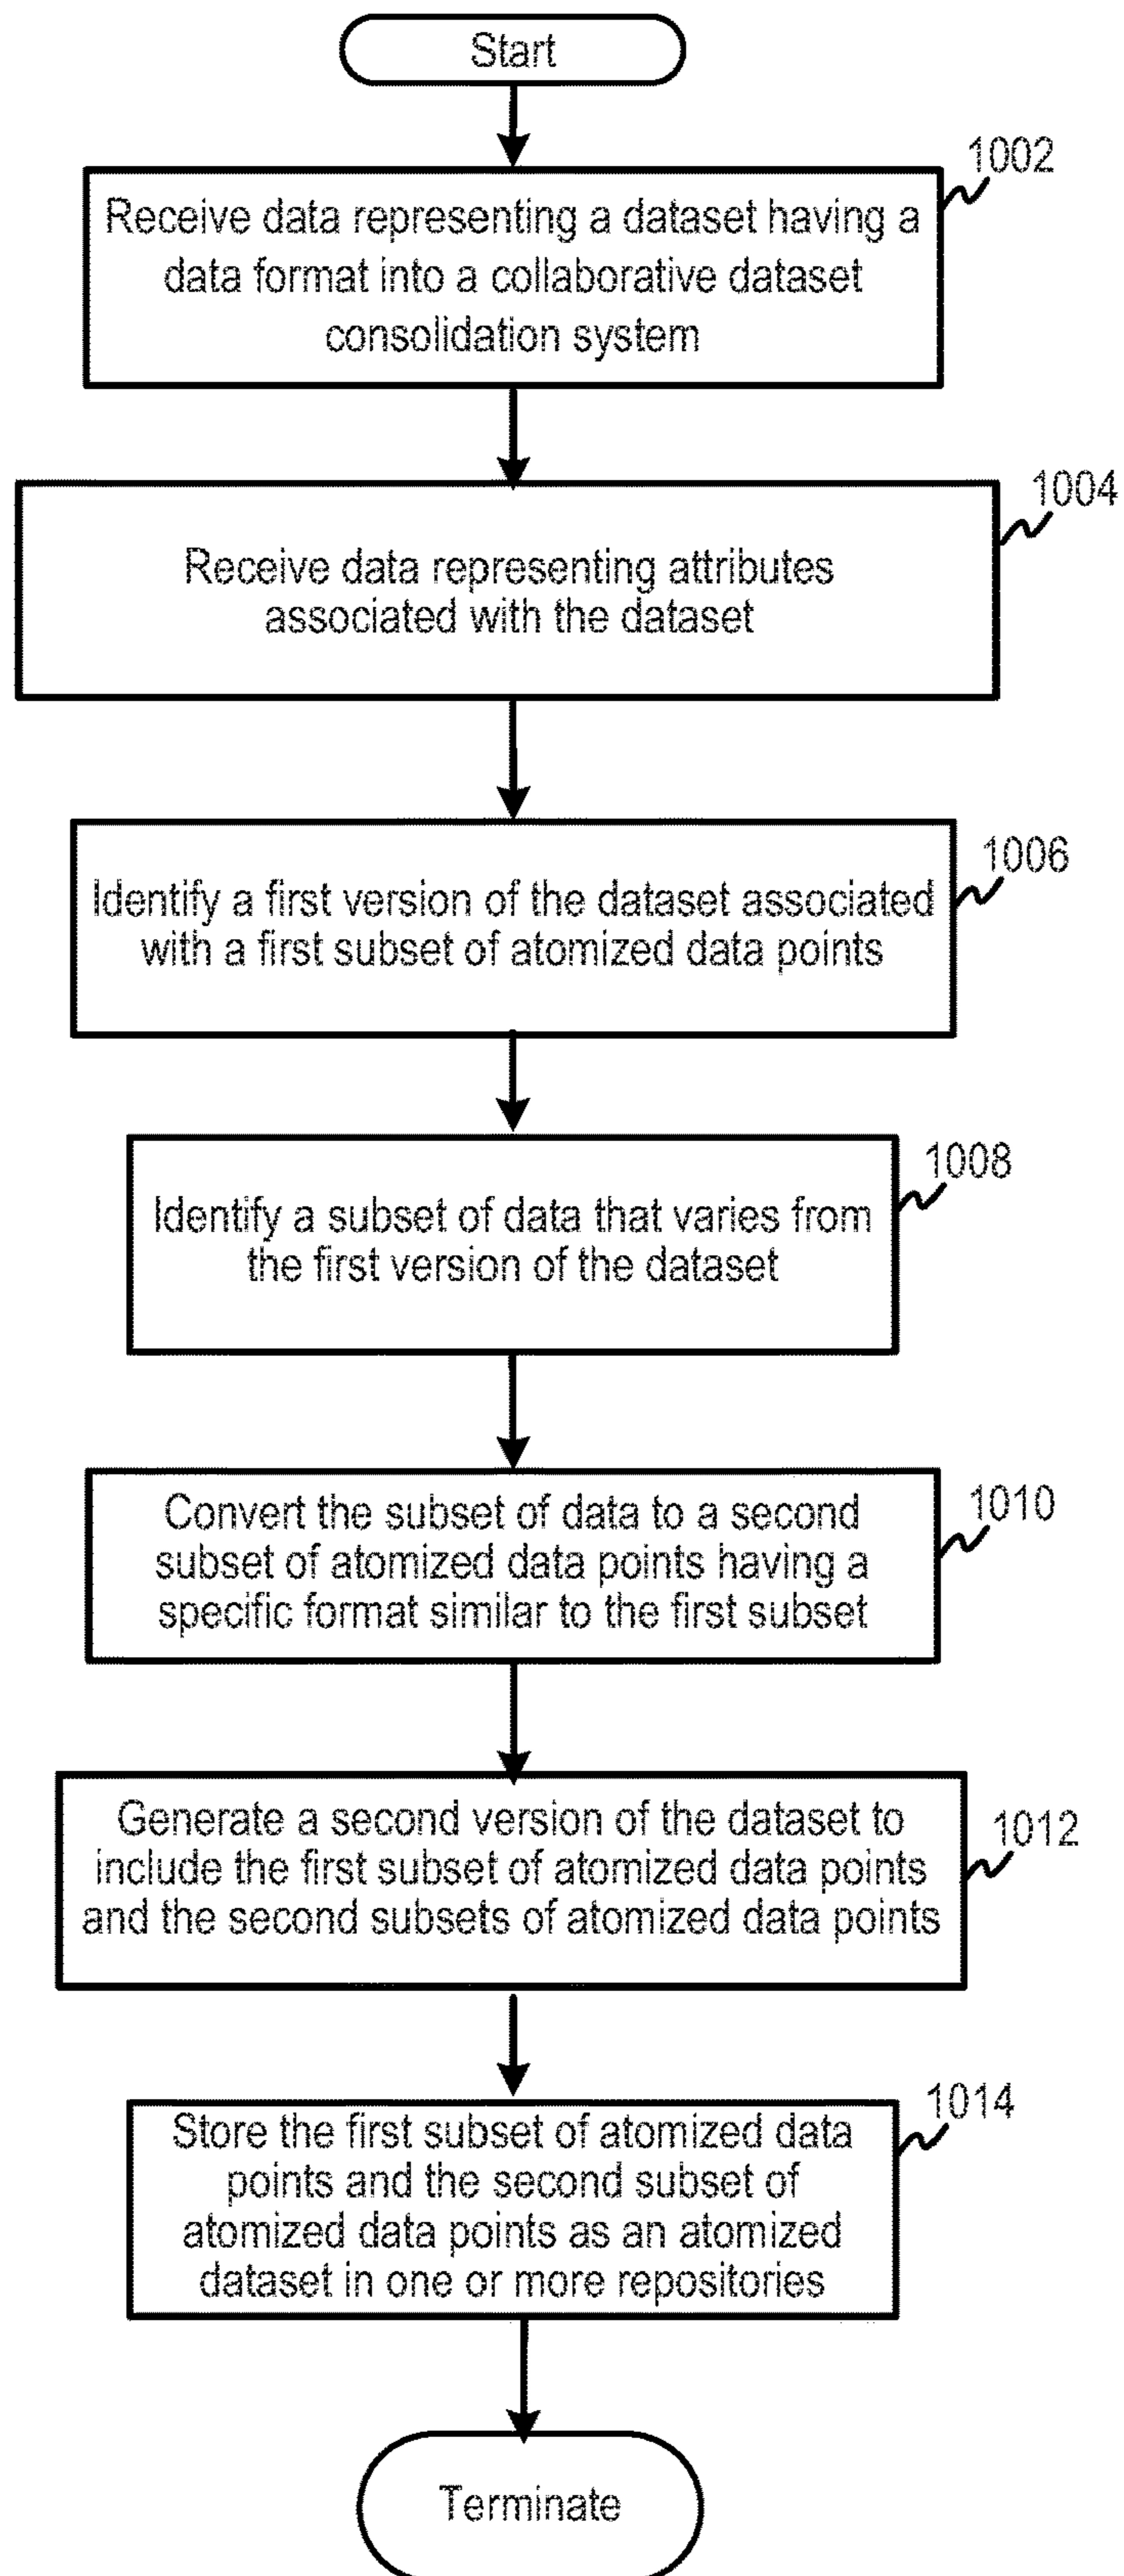 Start
1002
Receive data representing a dataset having a
data format into a collaborative dataset
consolidation system
1004
Receive data representing attributes
associated with the dataset
1006
Identify a first version of the dataset associated
with a first subset of atomized data points
1008
Identify a subset of data that varies from
the first version of the dataset
1010
Convert the subset of data to a second
subset of atomized data points having a
specific format similar to the first subset
1012
Generate a second version of the dataset to
include the first subset of atomized data points
and the second subsets of atomized data points
1014
Store the first subset of atomized data
points and the second subset of
atomized data points as an atomized
dataset in one or more repositories
Terminate